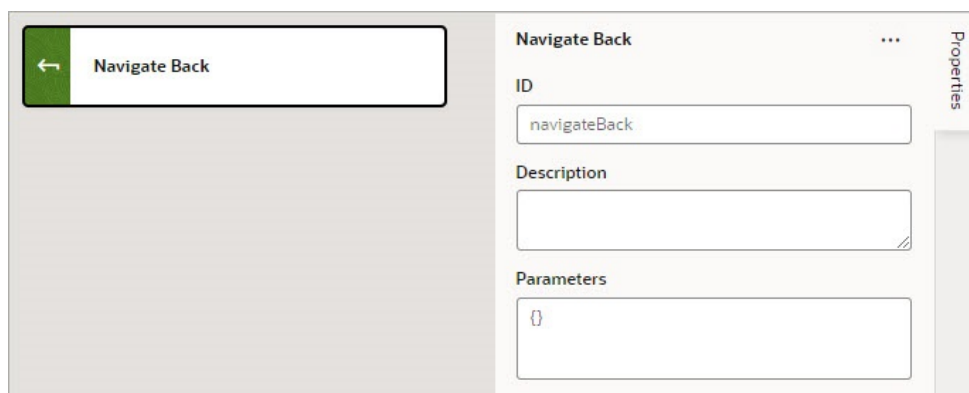 Navigate Back
Navigate Back
...
ID
navigateBack
Description
Parameters
{}
Properties